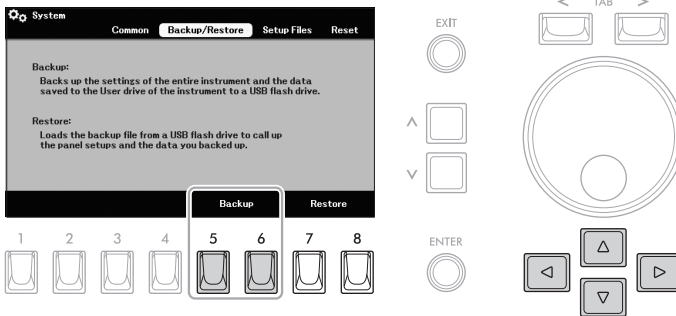 System
Common Backup/Restore Setup Files Reset
Backup:
Backs up the settings of the entire instrument and the data
saved to the User drive of the instrument to a USB flash drive.
Restore:
Loads the backup file from a USB flash drive to call up
the panel setups and the data you backed up.
Backup Restore
1 2 3 4 5 6 7 8
EXIT
ENTER
< TAB >